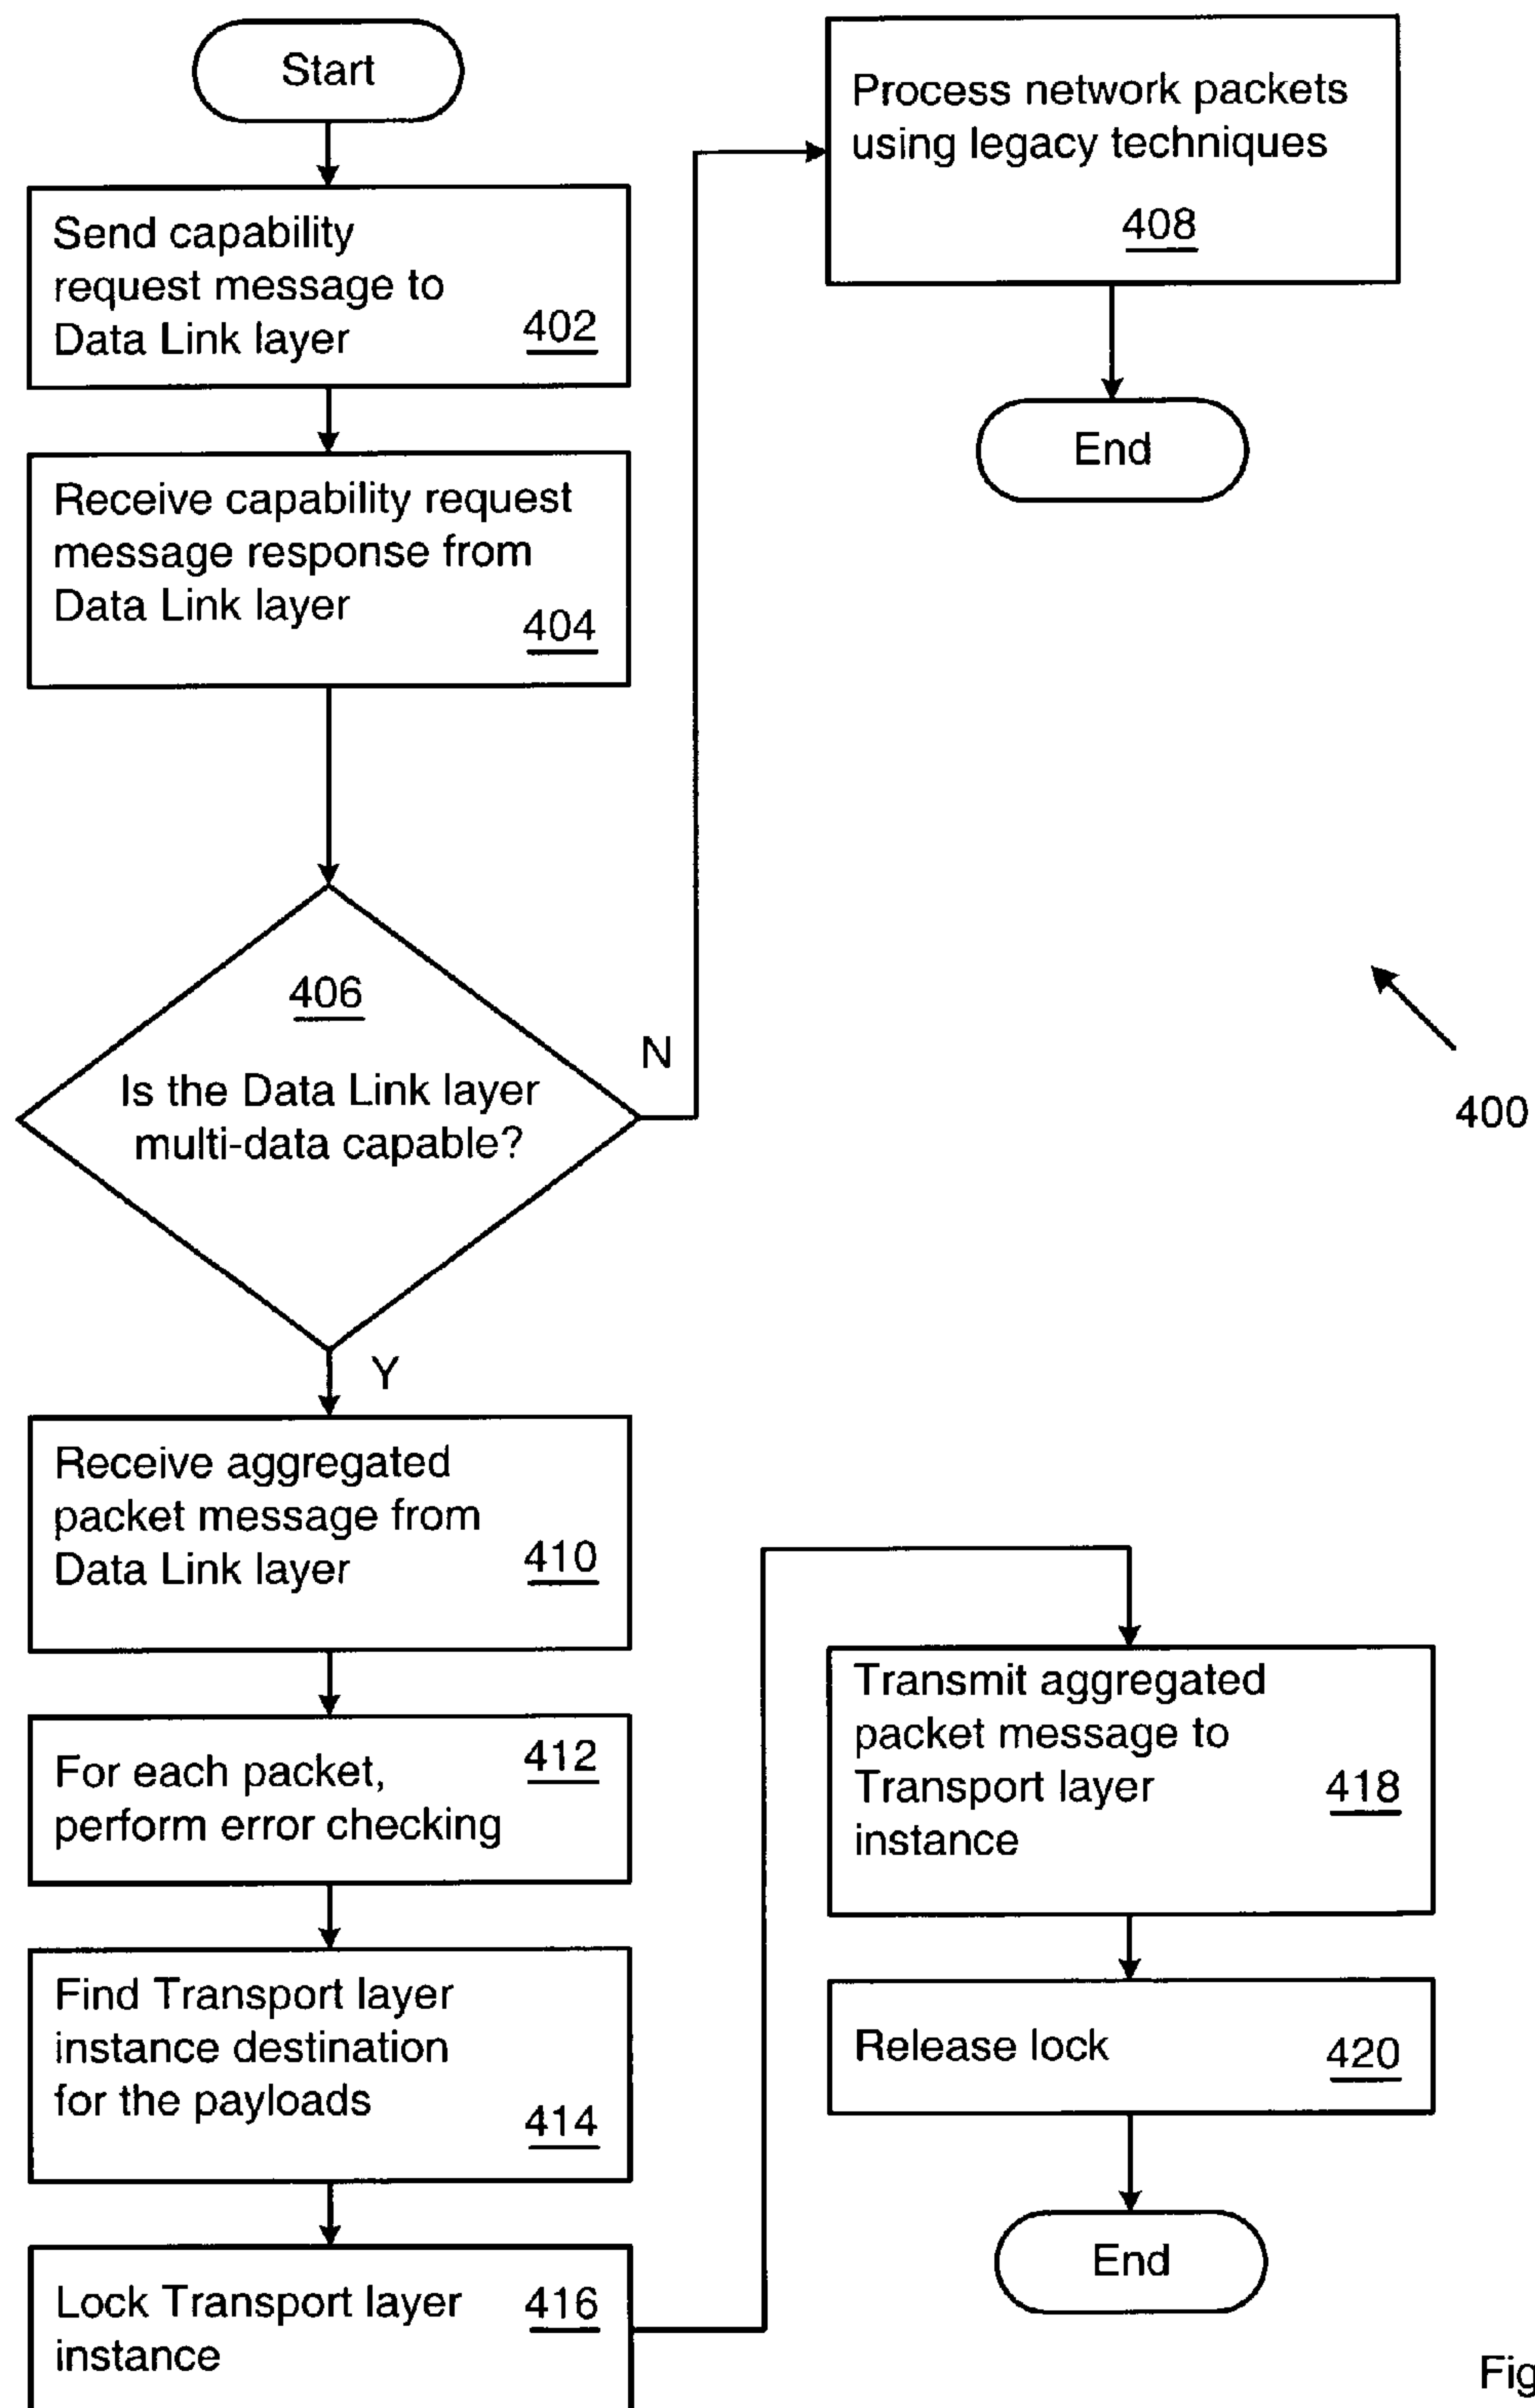 Start
Send capability
request message to
Data Link layer
402
Receive capability request
message response from
Data Link layer
404
406
Is the Data Link layer
multi-data capable?
N
Y
Process network packets
using legacy techniques
408
End
400
Receive aggregated
packet message from
Data Link layer
410
For each packet,
perform error checking
412
Find Transport layer
instance destination
for the payloads
414
Lock Transport layer
instance
416
Transmit aggregated
packet message to
Transport layer
instance
418
Release lock
420
End
Fig